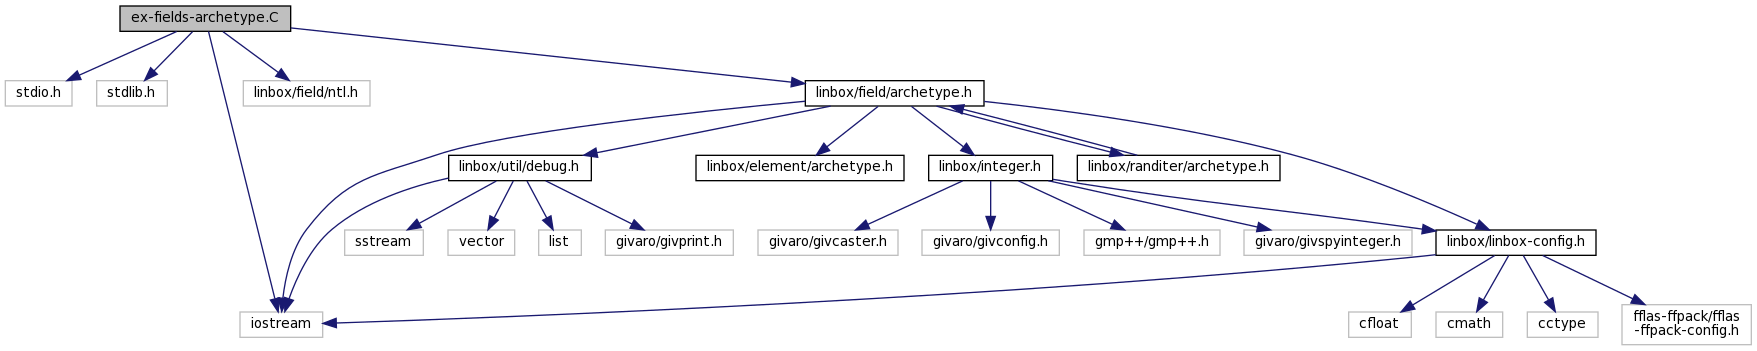 ex-fields-archetype.C
stdio.h
stdlib.h
linbox/field/ntl.h
linbox/field/archetype.h
linbox/util/debug.h
linbox/element/archetype.h
linbox/integer.h
linbox/randiter/archetype.h
sstream
vector
list
givaro/givprint.h
givaro/givcaster.h
givaro/givconfig.h
gmp++/gmp++.h
givaro/givspyinteger.h
linbox/linbox-config.h
iostream
cfloat
cmath
cctype
fflas-ffpack/fflas
-ffpack-config.h